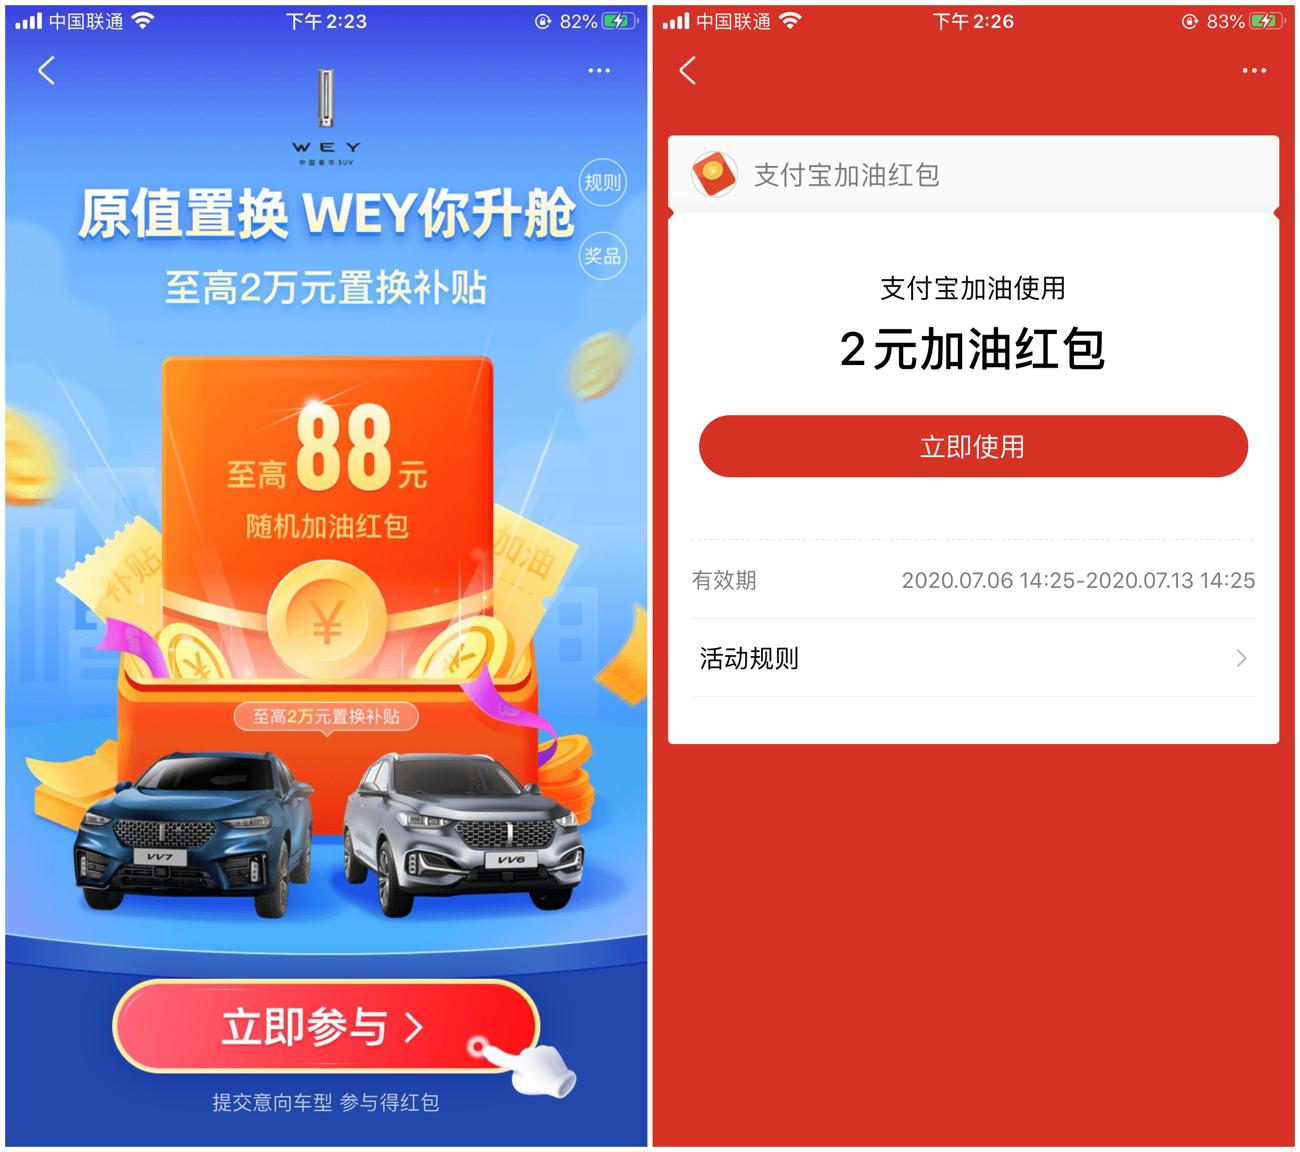 中国联通
下午2:23
82%
WEY
中国豪华SUV
规则
原值置换 WEY你升舱
奖品
至高2万元置换补贴
至高88元
随机加油红包
补贴
加油
¥
至高2万元置换补贴
VV7
VV6
立即参与 >
提交意向车型 参与得红包
中国联通
下午2:26
83%
支付宝加油红包
支付宝加油使用
2元加油红包
立即使用
有效期
2020.07.06 14:25-2020.07.13 14:25
活动规则